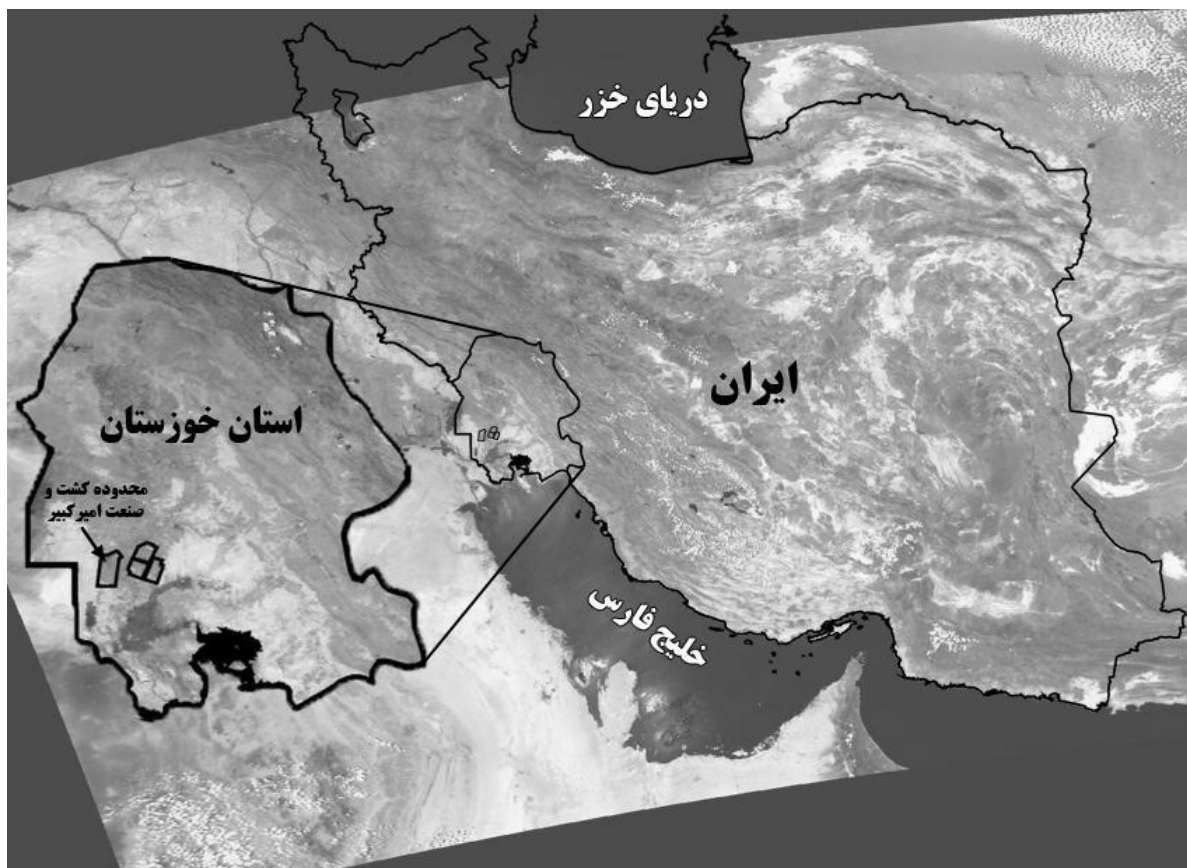 دریای خزر
ایران
استان خوزستان
محدوده کشت و
صنعت امیرکبیر
خلیج فارس